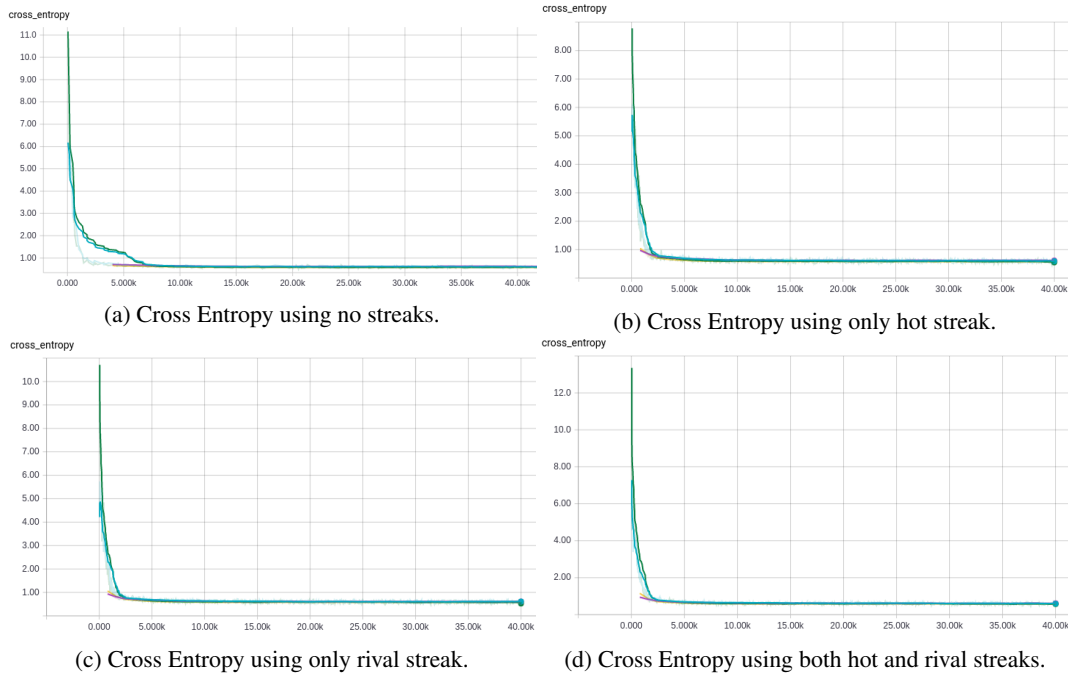 cross_entropy
11.0
10.0
9.00
8.00
7.00
6.00
5.00
4.00
3.00
2.00
1.00
0.000 5.000k 10.00k 15.00k 20.00k 25.00k 30.00k 35.00k 40.00k
(a) Cross Entropy using no streaks.
cross_entropy
8.00
7.00
6.00
5.00
4.00
3.00
2.00
1.00
0.000 5.000k 10.00k 15.00k 20.00k 25.00k 30.00k 35.00k 40.00k
(b) Cross Entropy using only hot streak.
cross_entropy
10.0
9.00
8.00
7.00
6.00
5.00
4.00
3.00
2.00
1.00
0.000 5.000k 10.00k 15.00k 20.00k 25.00k 30.00k 35.00k 40.00k
(c) Cross Entropy using only rival streak.
cross_entropy
12.0
10.0
8.00
6.00
4.00
2.00
0.000 5.000k 10.00k 15.00k 20.00k 25.00k 30.00k 35.00k 40.00k
(d) Cross Entropy using both hot and rival streaks.